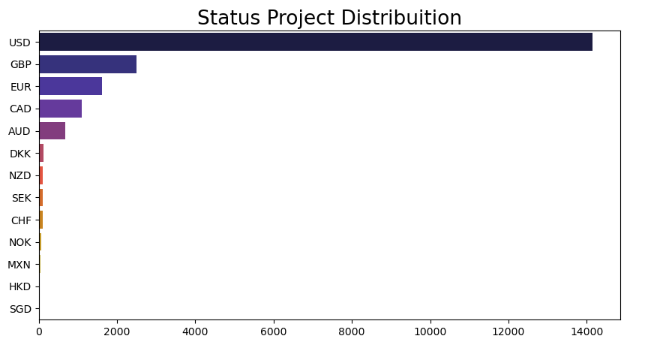 Status Project Distribuition
USD
GBP
EUR
CAD
AUD
DKK
NZD
SEK
CHF
NOK
MXN
HKD
SGD
0 2000 4000 6000 8000 10000 12000 14000